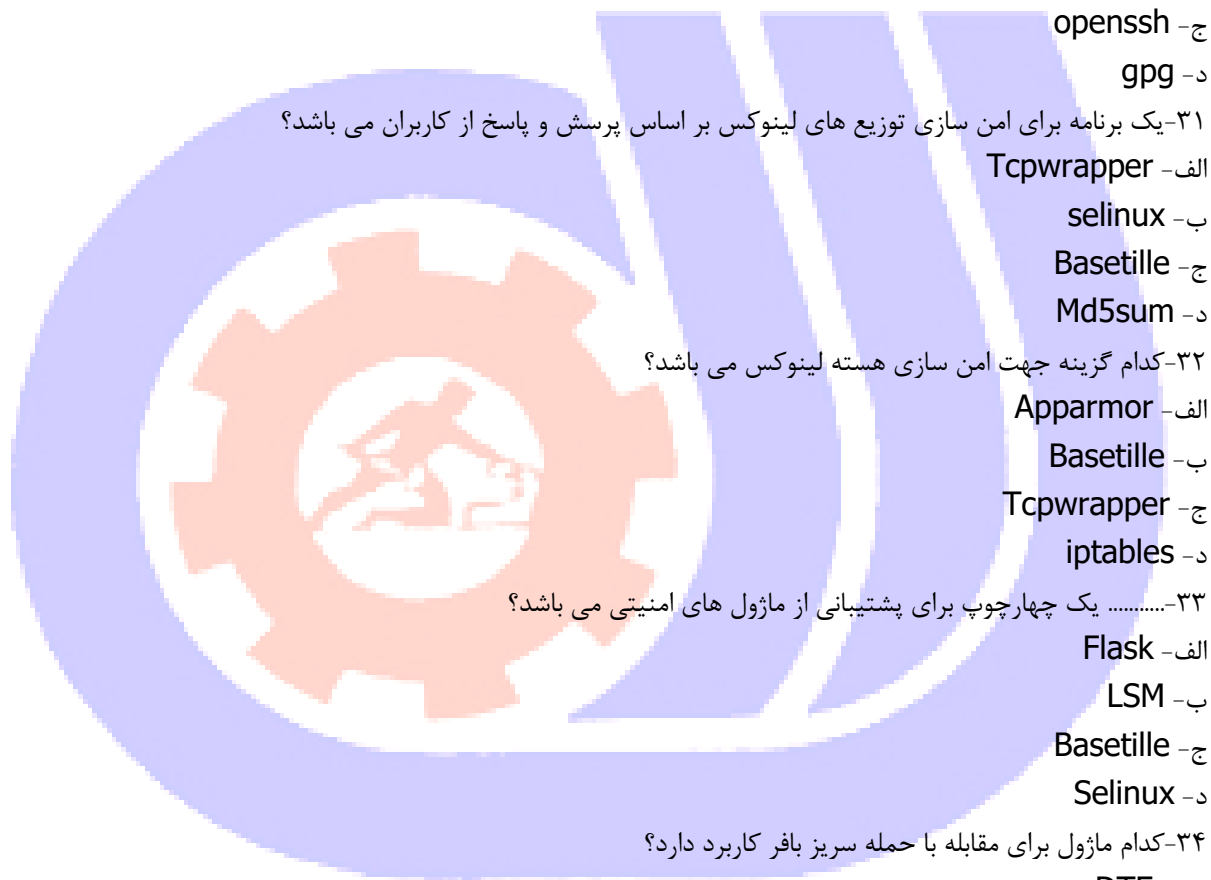 ج- openssh
د- gpg
۳۱-یک برنامه برای امن سازی توزیع های لینوکس بر اساس پرسش و پاسخ از کاربران می باشد؟
الف- Tcpwrapper
ب- selinux
ج- Basetille
د- Md5sum
۳۲-کدام گزینه جهت امن سازی هسته لینوکس می باشد؟
الف- Apparmor
ب- Basetille
ج- Tcpwrapper
د- iptables
۳۳-........... یک چهارچوپ برای پشتیبانی از ماژول های امنیتی می باشد؟
الف- Flask
ب- LSM
ج- Basetille
د- Selinux
۳۴-کدام ماژول برای مقابله با حمله سریز بافر کاربرد دارد؟